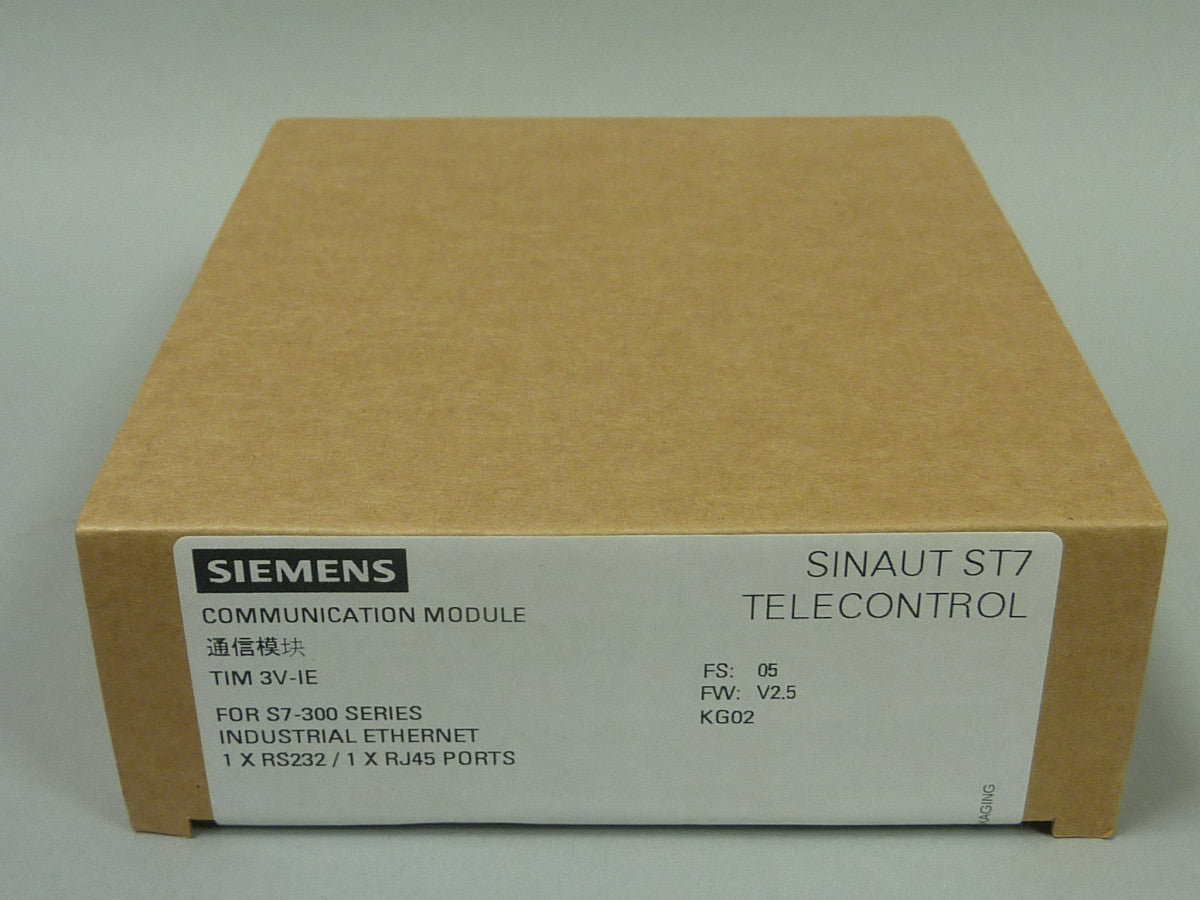 SIEMENS
COMMUNICATION MODULE
通信模块
TIM 3V-IE
FOR S7-300 SERIES
INDUSTRIAL ETHERNET
1 X RS232 / 1 X RJ45 PORTS
SINAUT ST7
TELECONTROL
FS: 05
FW: V2.5
KG02